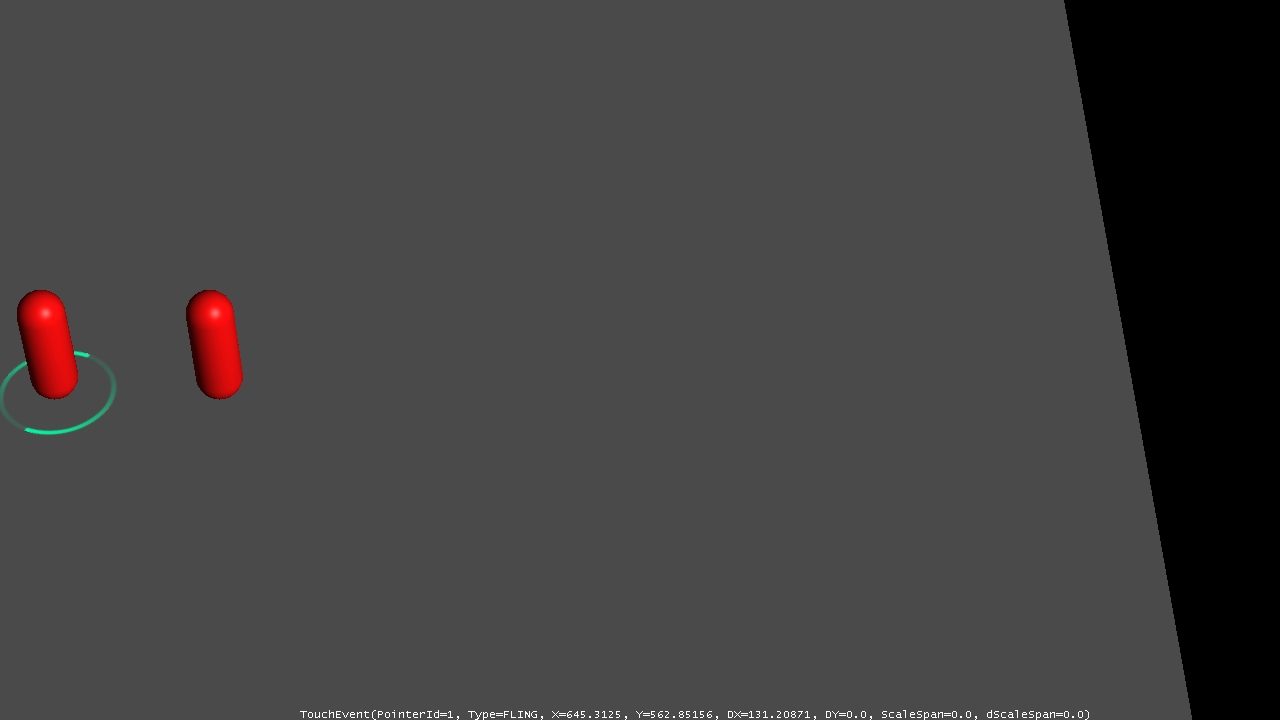 TouchEvent(PointerId=1, Type=FLING, X=645.3125, Y=562.85156, DX=131.20871, DY=0.0, ScaleSpan=0.0, dScaleSpan=0.0)